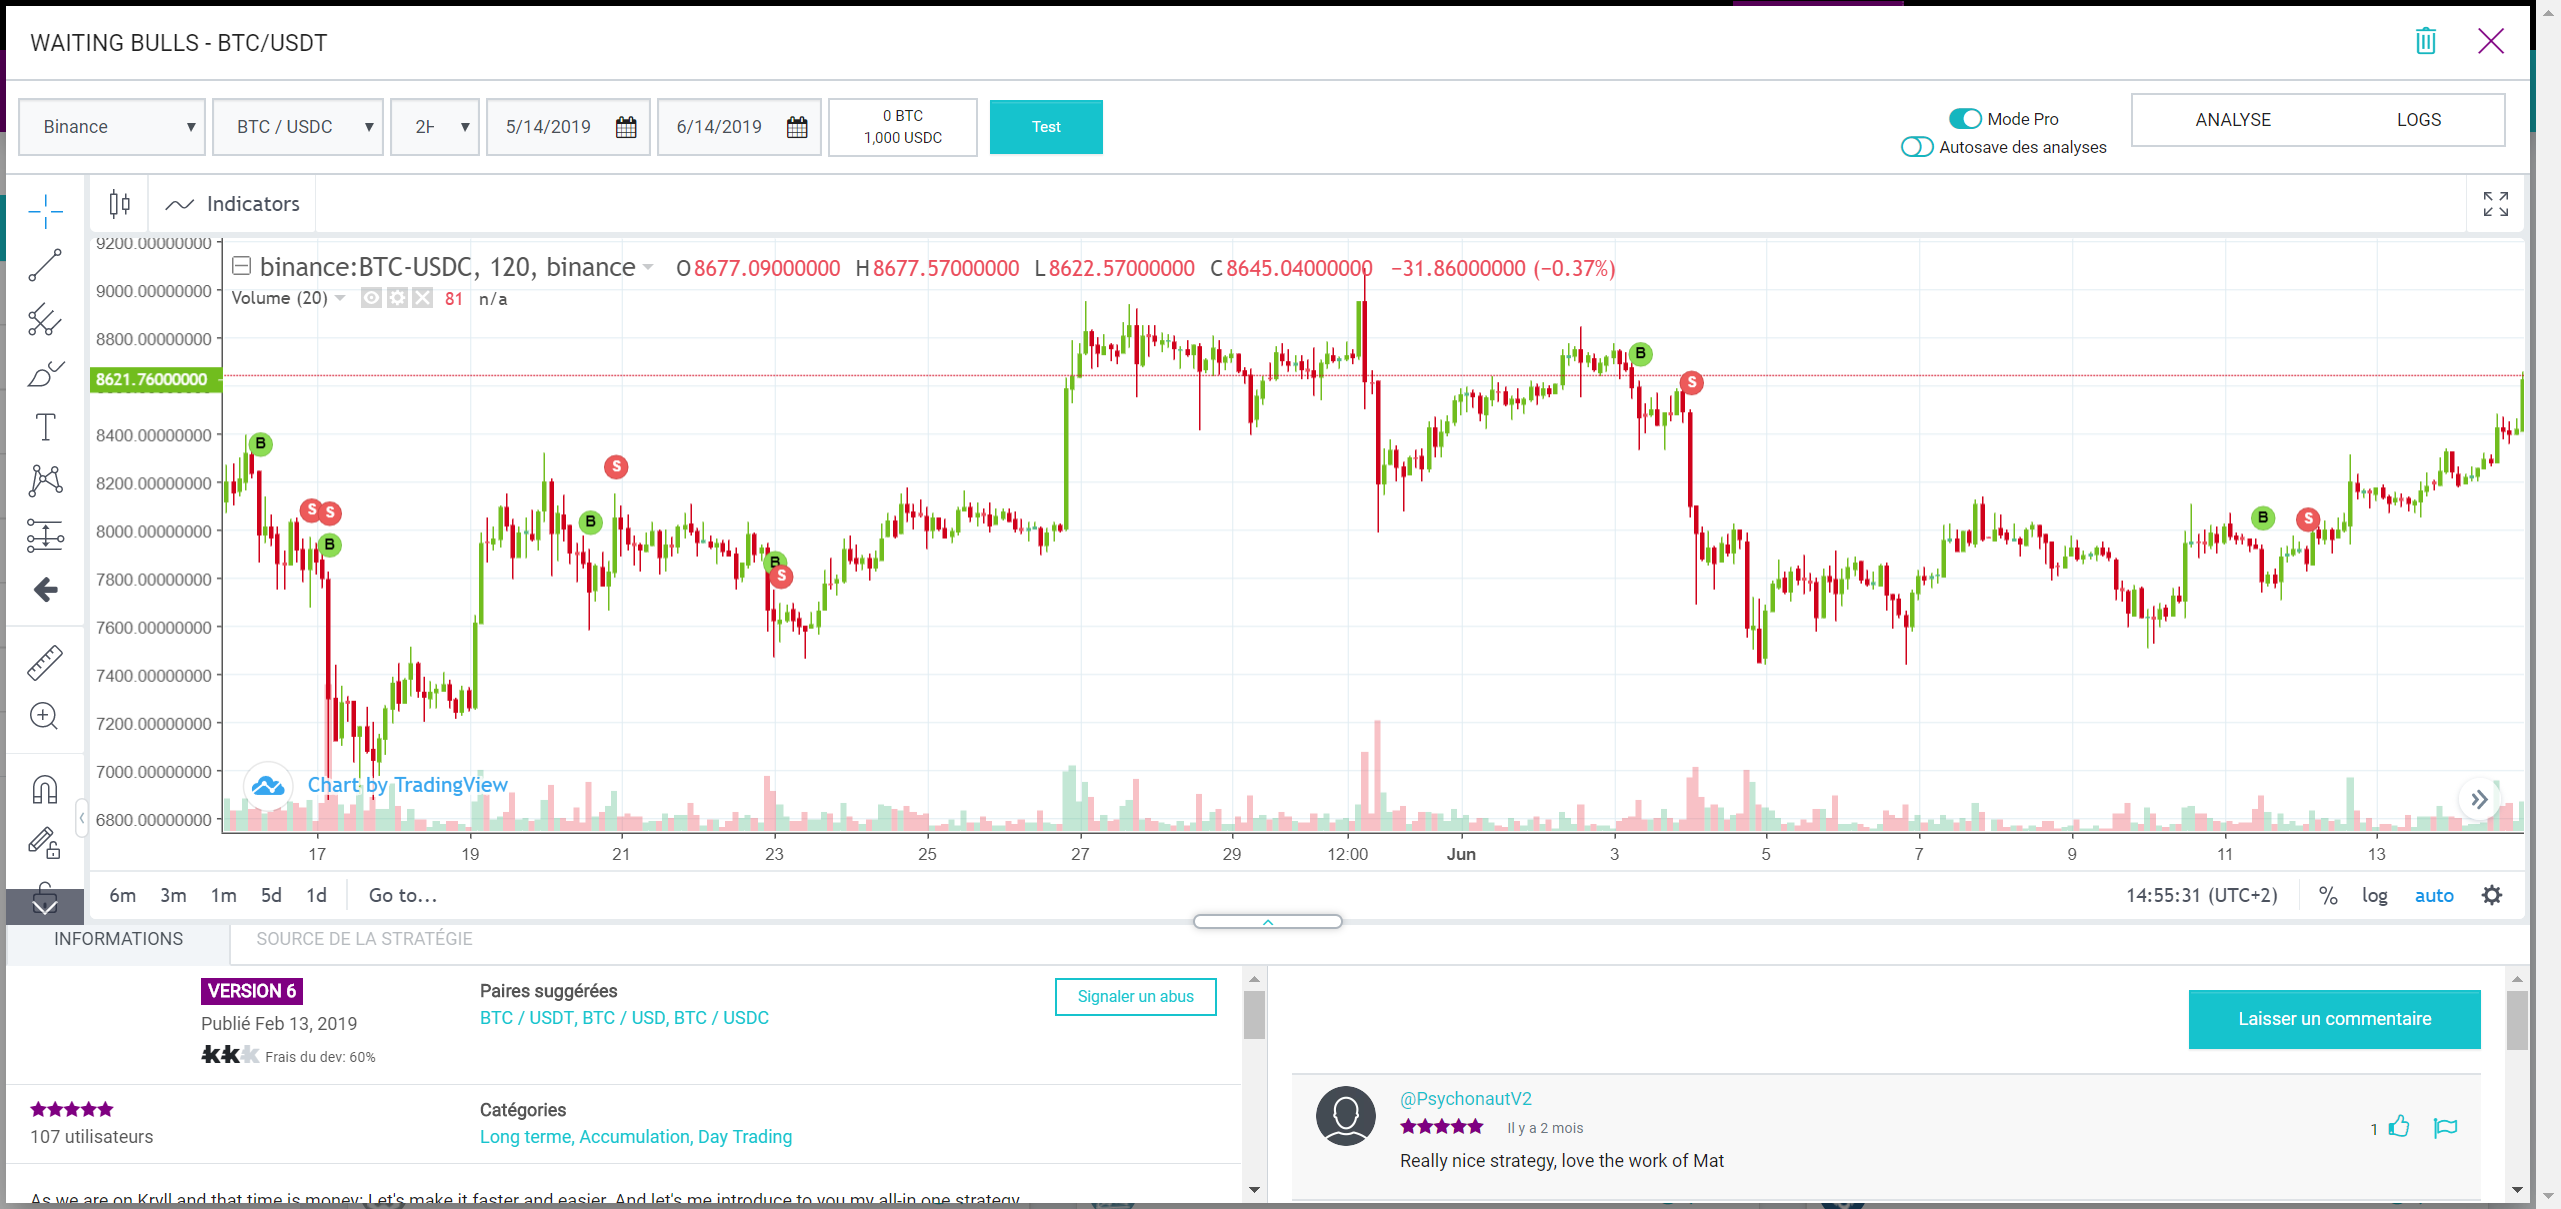 WAITING BULLS - BTC/USDT
Binance
BTC / USDC
2H
5/14/2019
6/14/2019
0 BTC
1,000 USDC
Test
Mode Pro
Autosave des analyses
ANALYSE
LOGS
Indicators
binance:BTC-USDC, 120, binance O8677.09000000 H8677.57000000 L8622.57000000 C8645.04000000 −31.86000000 (−0.37%)
Volume (20) 81 n/a
9200.00000000
9000.00000000
8800.00000000
8621.76000000
8400.00000000
8200.00000000
8000.00000000
7800.00000000
7600.00000000
7400.00000000
7200.00000000
7000.00000000
6800.00000000
B
S
S
B
B
S
B
S
B
S
B
S
Chart by TradingView
17 19 21 23 25 27 29 12:00 Jun 3 5 7 9 11 13
6m 3m 1m 5d 1d Go to...
14:55:31 (UTC+2) % log auto
INFORMATIONS
SOURCE DE LA STRATÉGIE
VERSION 6
Publié Feb 13, 2019
Frais du dev: 60%
Paires suggérées
BTC / USDT, BTC / USD, BTC / USDC
Signaler un abus
107 utilisateurs
Catégories
Long terme, Accumulation, Day Trading
As we are on Kryll and that time is money: Let's make it faster and easier. And let's me introduce to you my all-in one strategy
Laisser un commentaire
@PsychonautV2
Il y a 2 mois
1
Really nice strategy, love the work of Mat